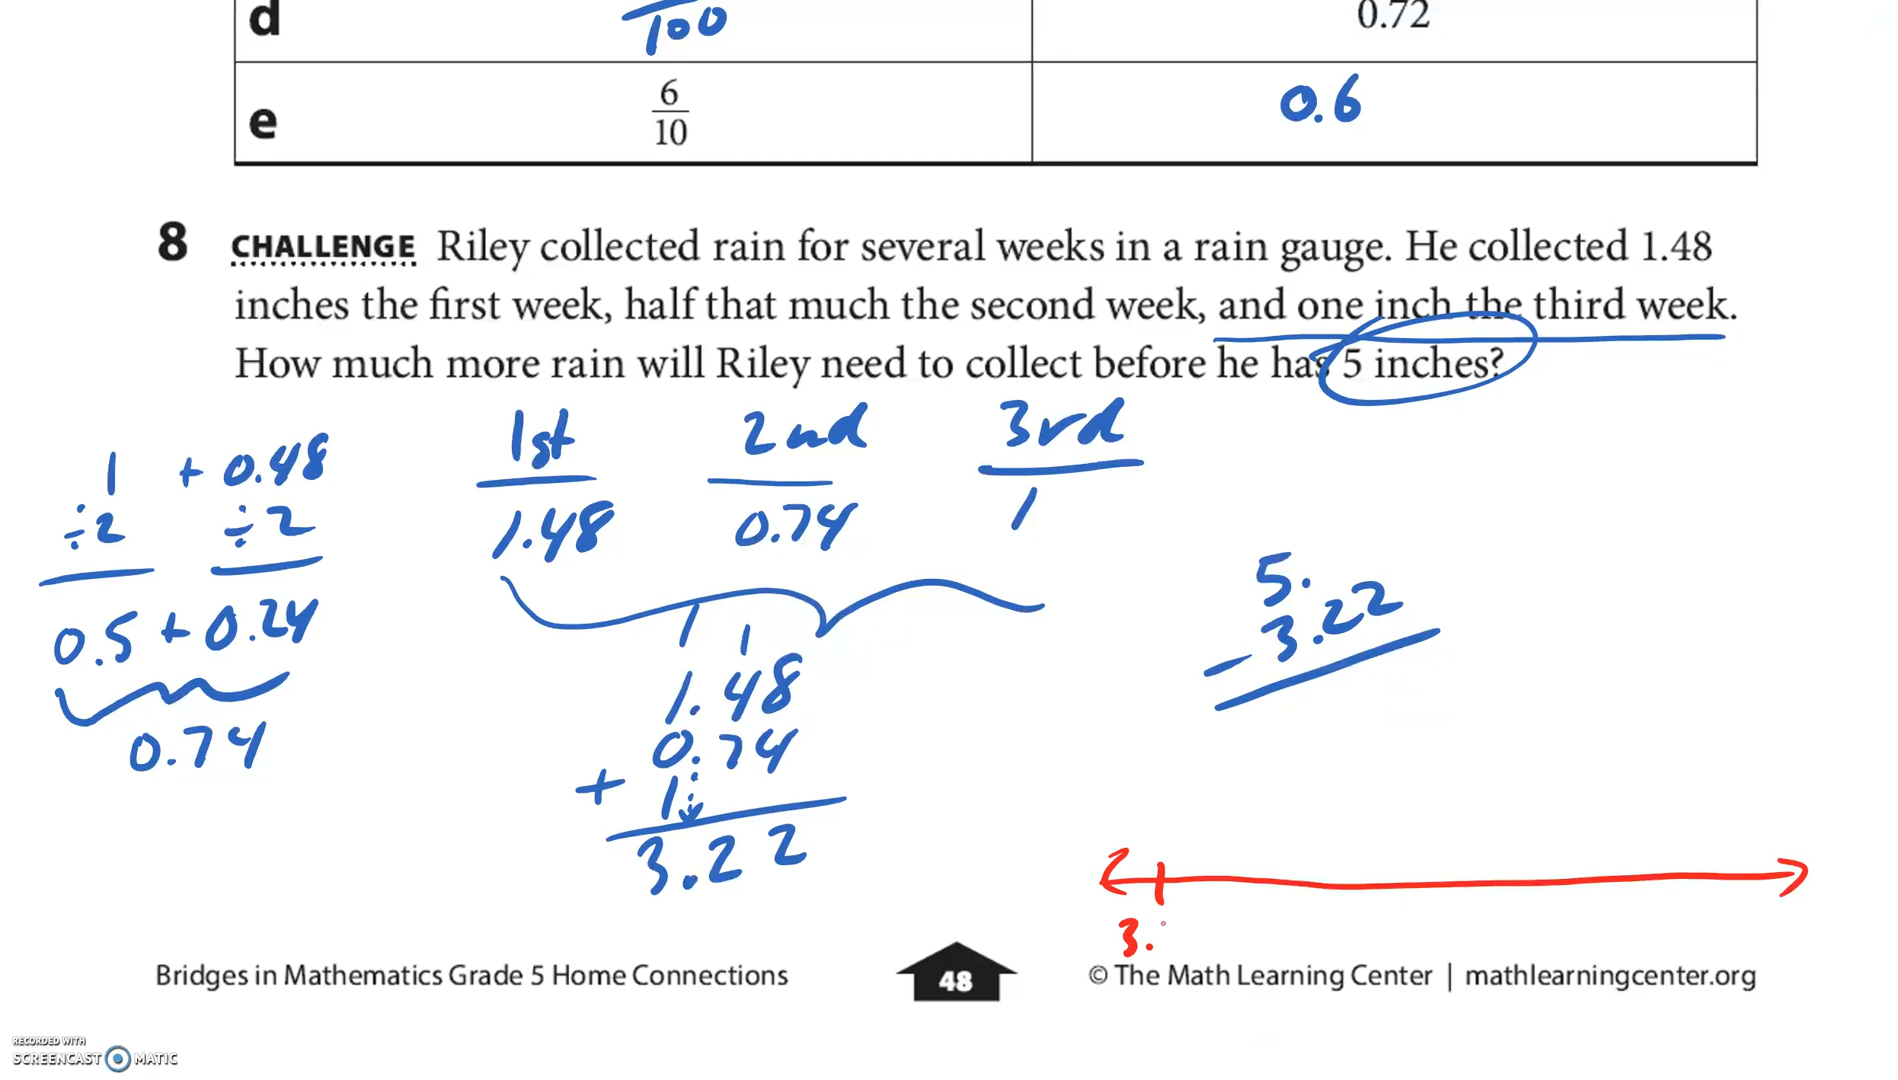 d
100
0.72
e
6
10
0.6
8 CHALLENGE Riley collected rain for several weeks in a rain gauge. He collected 1.48
inches the first week, half that much the second week, and one inch the third week.
How much more rain will Riley need to collect before he has 5 inches?
1st 2nd 3rd
1.48 0.74 1
1 + 0.48
÷2 ÷2
0.5 + 0.24
0.74
1 1
1.48
0.74
+ 1.
3.22
5.
- 3.22
3.
Bridges in Mathematics Grade 5 Home Connections
48
© The Math Learning Center | mathlearningcenter.org
RECORDED WITH
SCREENCAST MATIC